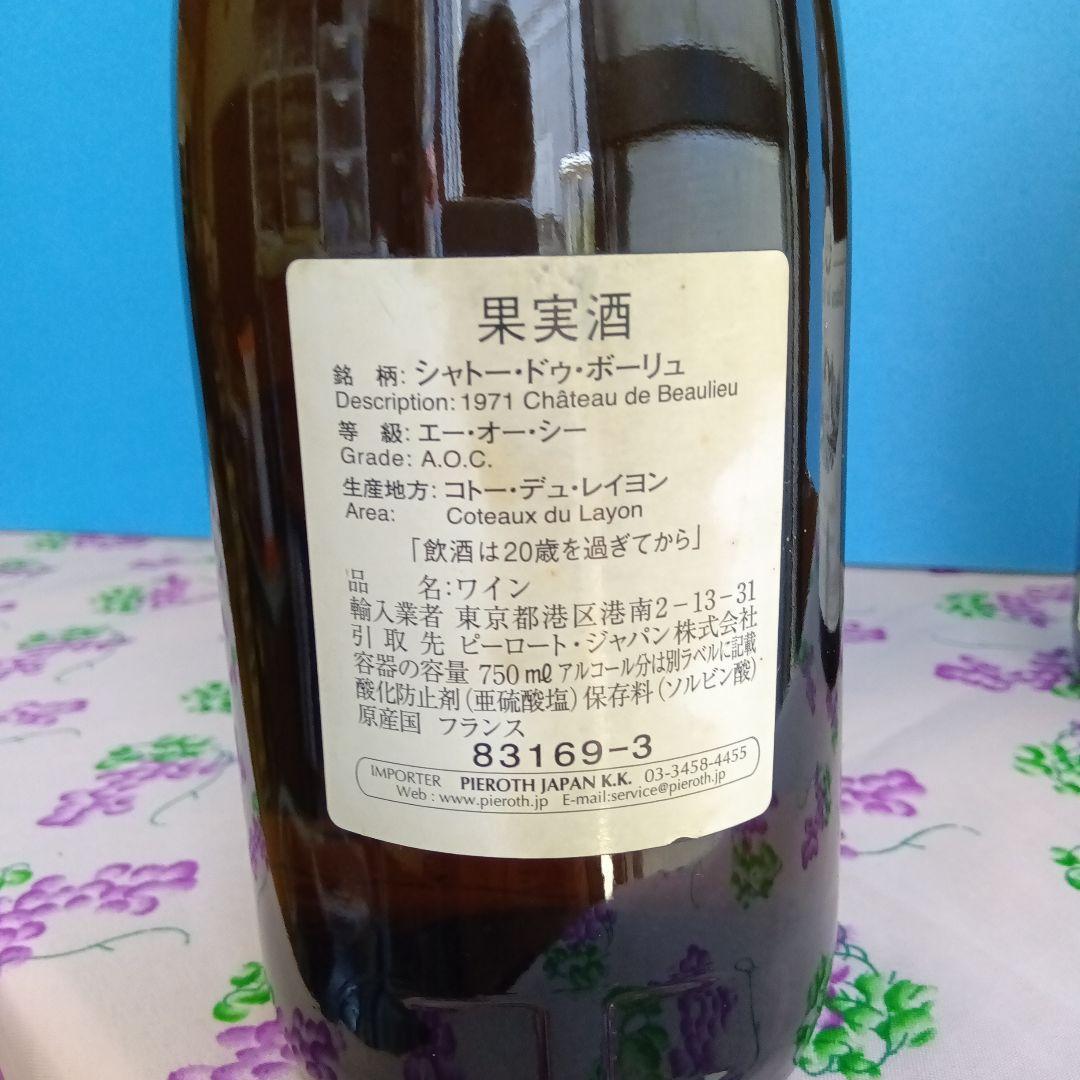 果実酒
銘 柄: シャトー・ドゥ・ボーリュ
Description: 1971 Château de Beaulieu
等 級: エー・オー・シー
Grade: A.O.C.
生産地方: コトー・デュ・レイヨン
Area: Coteaux du Layon
「飲酒は20歳を過ぎてから」
品 名:ワイン
輸入業者 東京都港区港南2-13-31
引取先 ピーロート・ジャパン株式会社
容器の容量 750mℓ アルコール分は別ラベルに記載
酸化防止剤(亜硫酸塩)保存料(ソルビン酸)
原産国 フランス
83169-3
IMPORTER PIEROTH JAPAN K.K. 03-3458-4455
Web : www.pieroth.jp E-mail:service@pieroth.jp